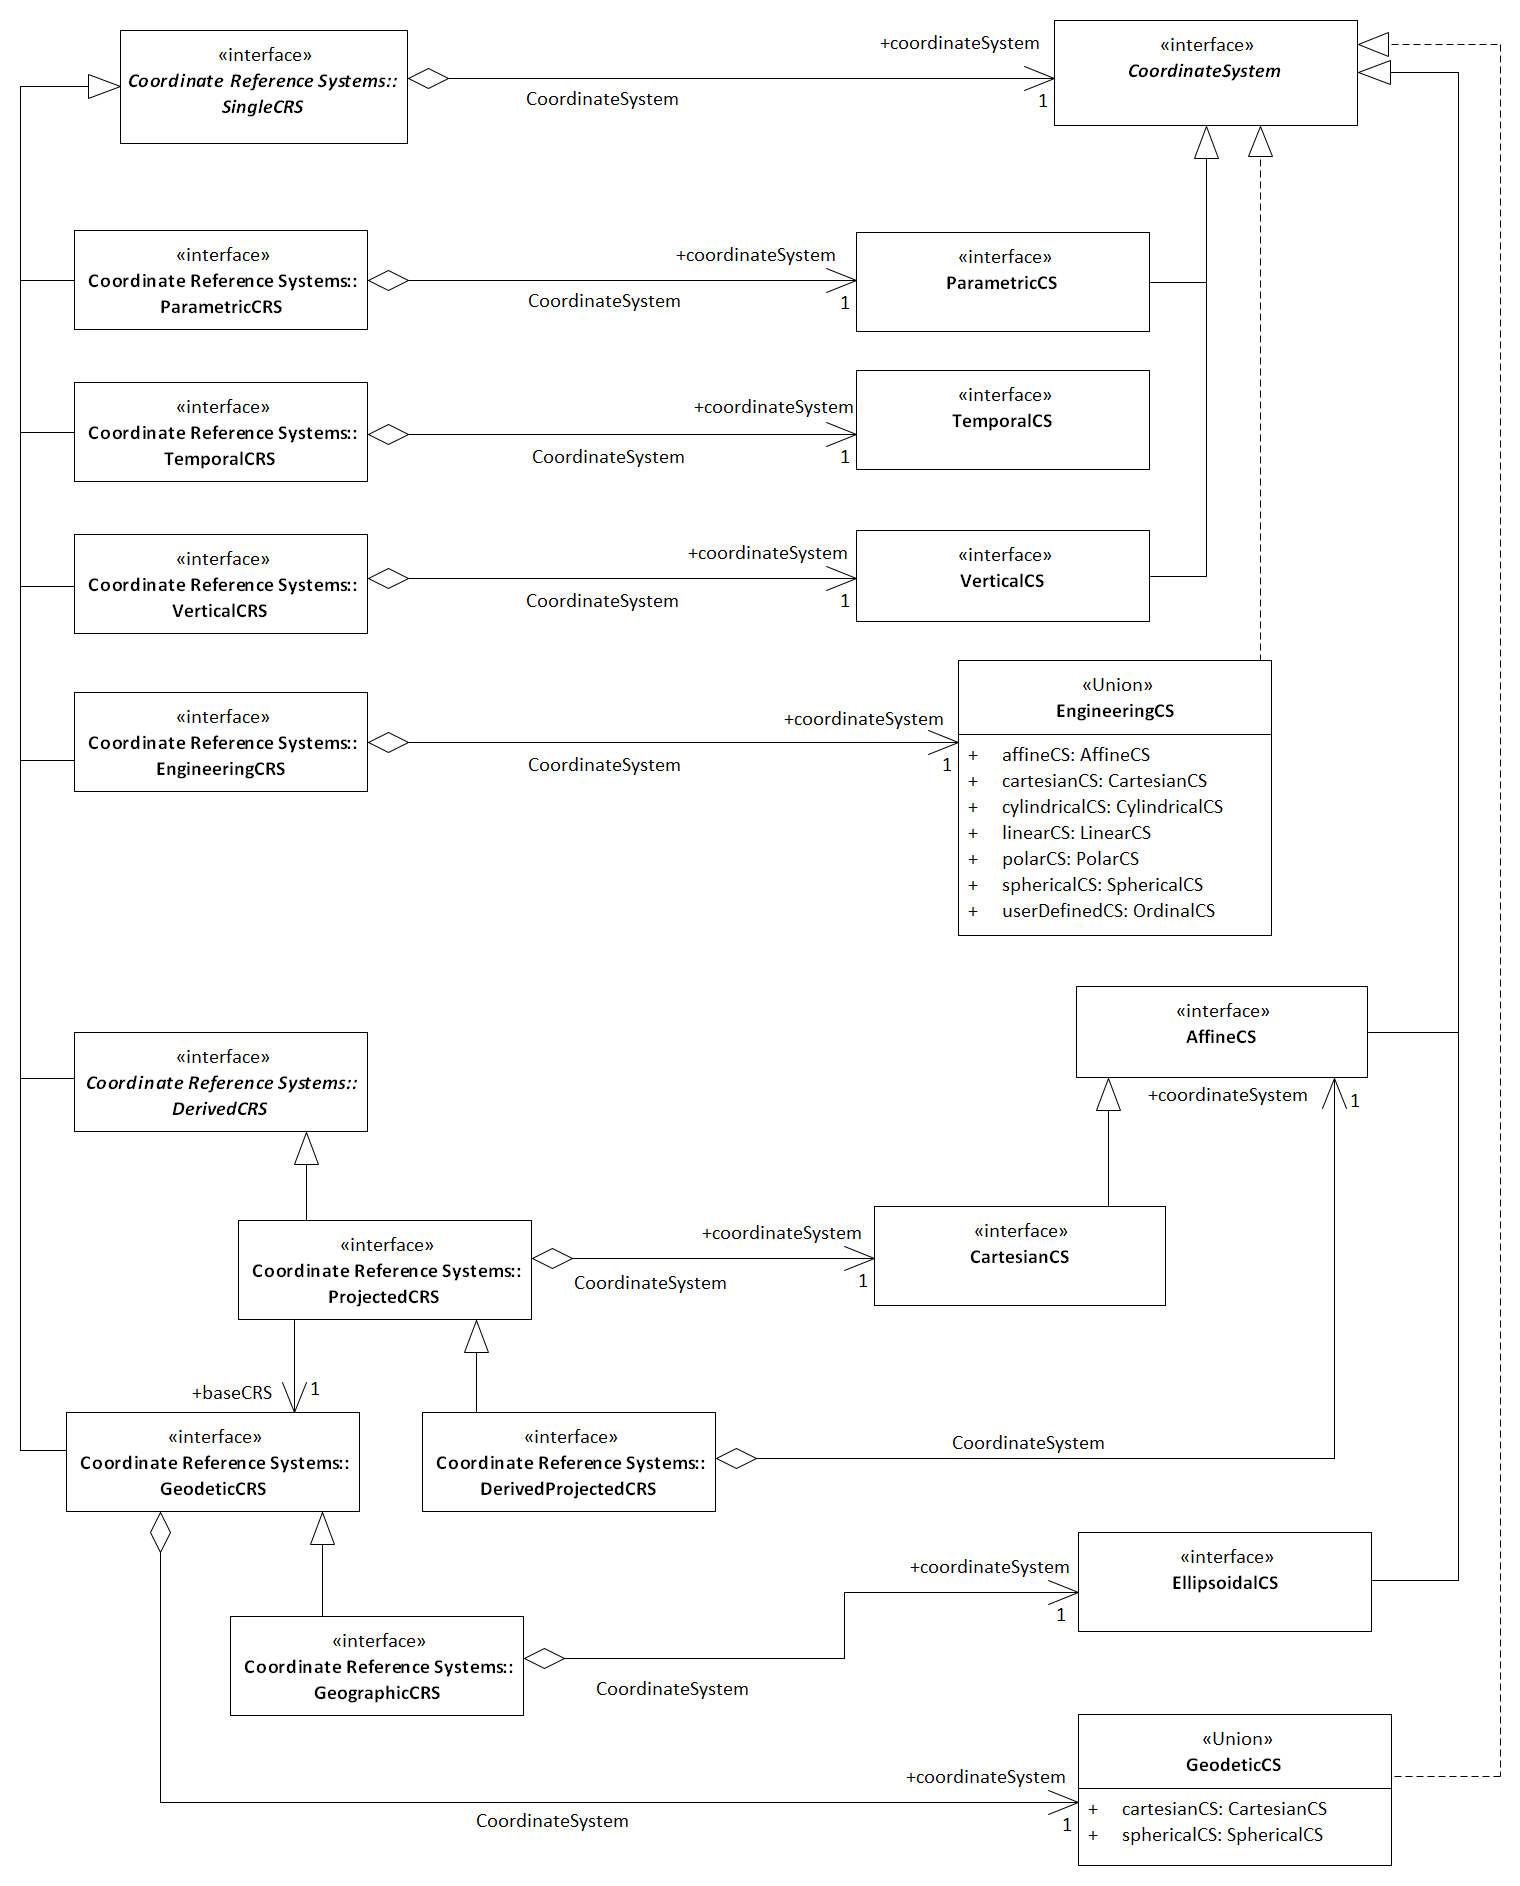 «interface»
Coordinate Reference Systems::
SingleCRS
+coordinateSystem
CoordinateSystem
1
«interface»
CoordinateSystem
«interface»
Coordinate Reference Systems::
ParametricCRS
+coordinateSystem
CoordinateSystem
1
«interface»
ParametricCS
«interface»
Coordinate Reference Systems::
TemporalCRS
+coordinateSystem
CoordinateSystem
1
«interface»
TemporalCS
«interface»
Coordinate Reference Systems::
VerticalCRS
+coordinateSystem
CoordinateSystem
1
«interface»
VerticalCS
«interface»
Coordinate Reference Systems::
EngineeringCRS
+coordinateSystem
CoordinateSystem
1
«Union»
EngineeringCS
+ affineCS: AffineCS
+ cartesianCS: CartesianCS
+ cylindricalCS: CylindricalCS
+ linearCS: LinearCS
+ polarCS: PolarCS
+ sphericalCS: SphericalCS
+ userDefinedCS: OrdinalCS
«interface»
Coordinate Reference Systems::
DerivedCRS
«interface»
AffineCS
+coordinateSystem
1
«interface»
Coordinate Reference Systems::
ProjectedCRS
+coordinateSystem
CoordinateSystem
1
«interface»
CartesianCS
+baseCRS
1
«interface»
Coordinate Reference Systems::
GeodeticCRS
«interface»
Coordinate Reference Systems::
DerivedProjectedCRS
CoordinateSystem
«interface»
Coordinate Reference Systems::
GeographicCRS
+coordinateSystem
CoordinateSystem
1
«interface»
EllipsoidalCS
+coordinateSystem
CoordinateSystem
1
«Union»
GeodeticCS
+ cartesianCS: CartesianCS
+ sphericalCS: SphericalCS